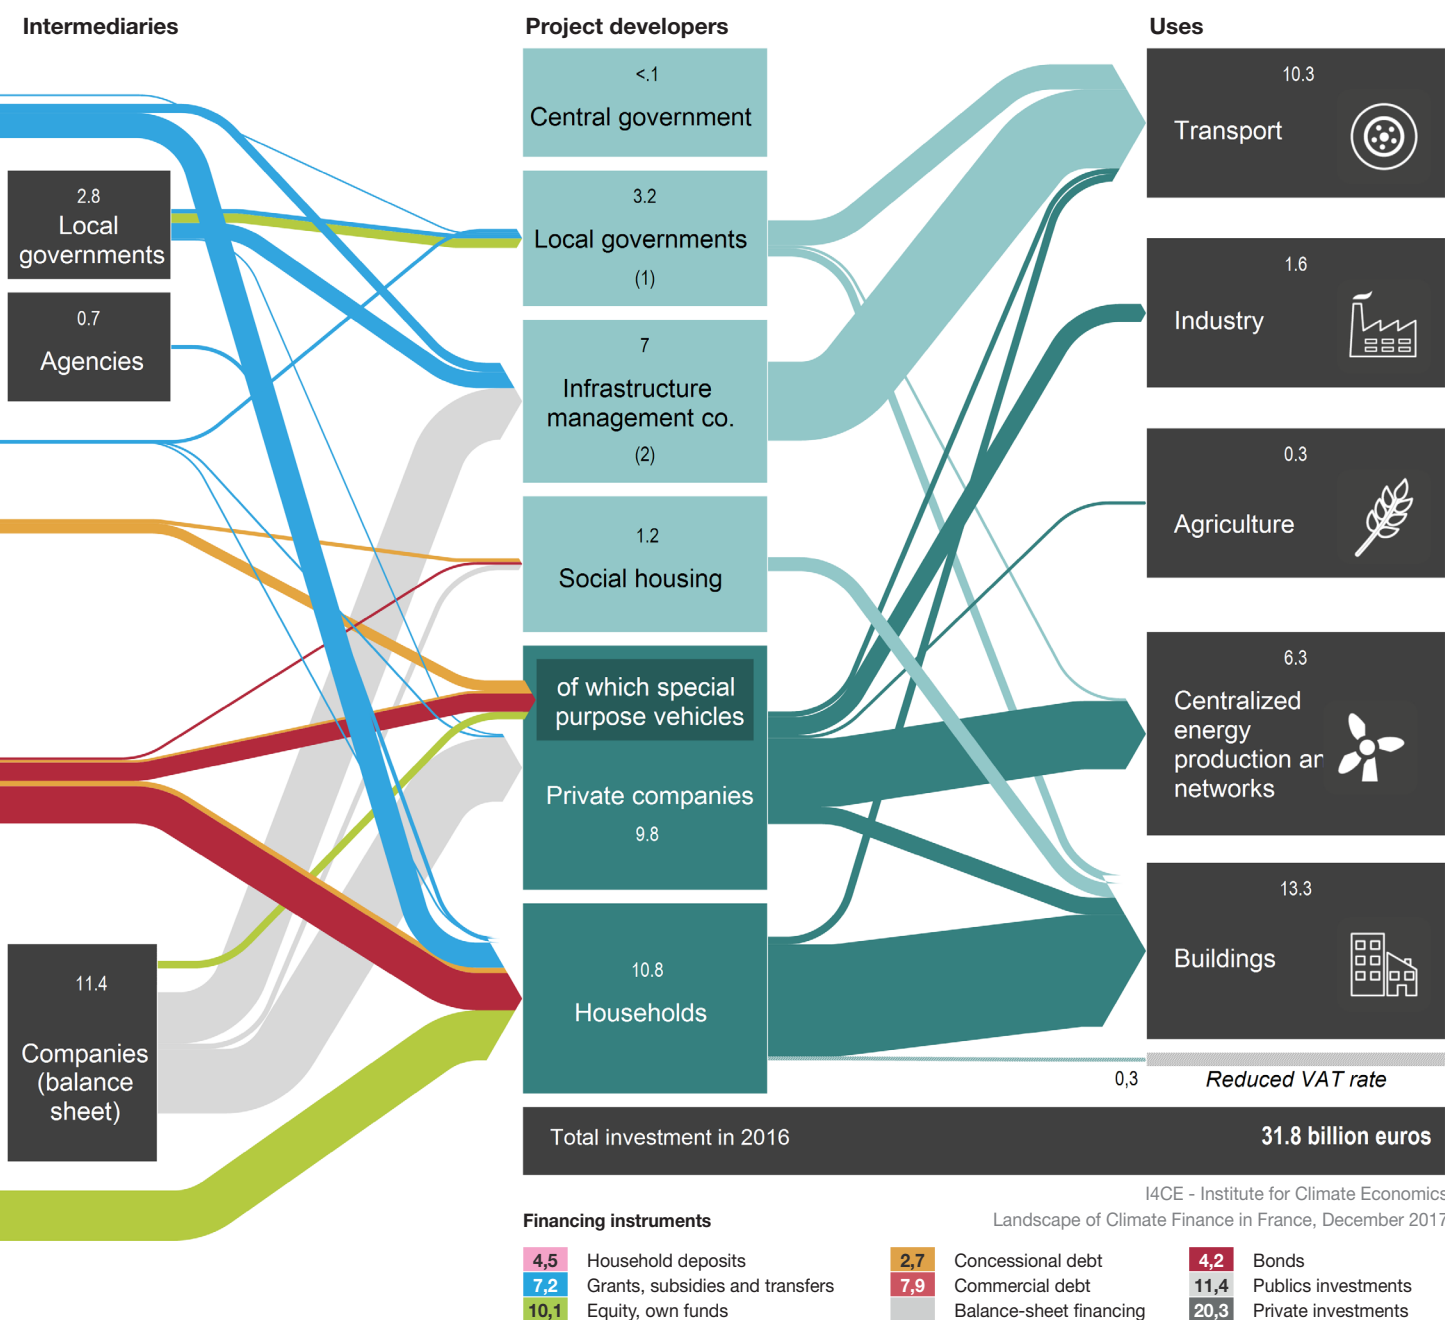 Intermediaries
Project developers
Uses
<.1
Central government
10.3
Transport
2.8
Local
governments
3.2
Local governments
(1)
0.7
Agencies
1.6
Industry
7
Infrastructure
management co.
(2)
0.3
Agriculture
1.2
Social housing
of which special
purpose vehicles
Private companies
9.8
6.3
Centralized
energy
production an
networks
11.4
Companies
(balance
sheet)
10.8
Households
13.3
Buildings
0,3
Reduced VAT rate
Total investment in 2016
31.8 billion euros
I4CE - Institute for Climate Economics
Landscape of Climate Finance in France, December 2017
Financing instruments
4,5 Household deposits
7,2 Grants, subsidies and transfers
10,1 Equity, own funds
2,7 Concessional debt
7,9 Commercial debt
Balance-sheet financing
4,2 Bonds
11,4 Publics investments
20,3 Private investments